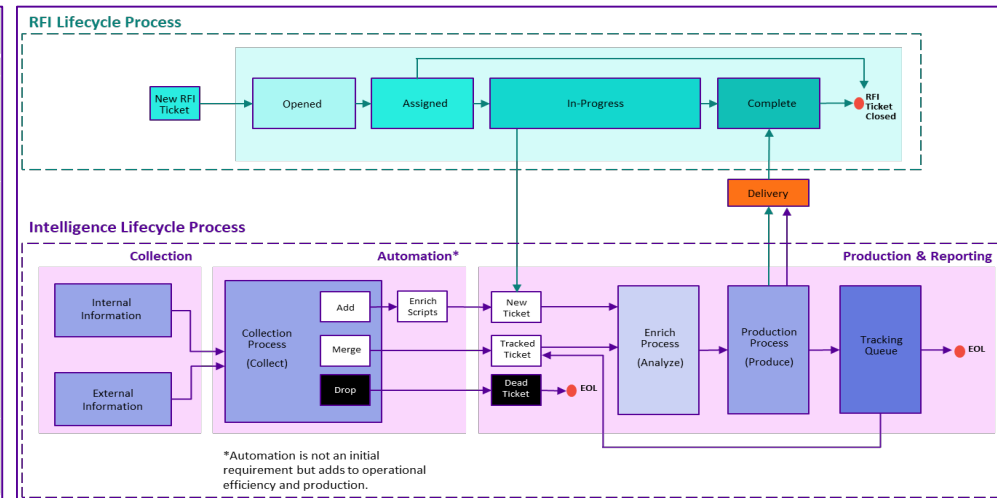 RFI Lifecycle Process
New RFI
Ticket
Opened
Assigned
In-Progress
Complete
RFI
Ticket
Closed
Delivery
Intelligence Lifecycle Process
Collection
Automation*
Production & Reporting
Internal
Information
External
Information
Collection
Process
(Collect)
Add
Enrich
Scripts
Merge
Drop
New
Ticket
Tracked
Ticket
Dead
Ticket
EOL
Enrich
Process
(Analyze)
Production
Process
(Produce)
Tracking
Queue
EOL
*Automation is not an initial
requirement but adds to operational
efficiency and production.